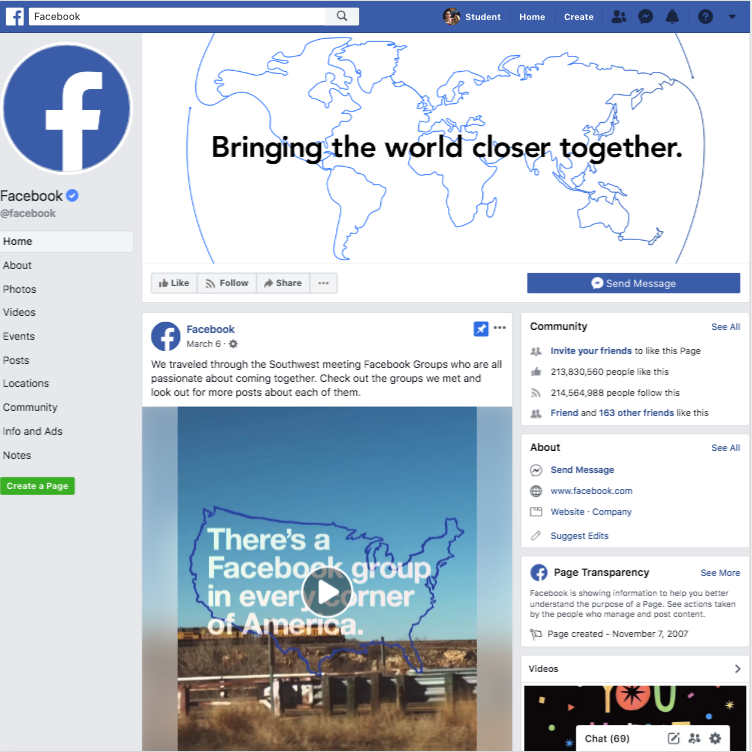 Facebook
Student
Home
Create
Bringing the world closer together.
Facebook
@facebook
Home
About
Photos
Videos
Events
Posts
Locations
Community
Info and Ads
Notes
Create a Page
Like
Follow
Share
Send Message
Facebook
March 6 ·
We traveled through the Southwest meeting Facebook Groups who are all
passionate about coming together. Check out the groups we met and
look out for more posts about each of them.
There's a
Facebook group
in every corner
of America.
Community
See All
Invite your friends to like this Page
213,830,560 people like this
214,564,988 people follow this
Friend and 163 other friends like this
About
See All
Send Message
www.facebook.com
Website · Company
Suggest Edits
Page Transparency
See More
Facebook is showing information to help you better
understand the purpose of a Page. See actions taken
by the people who manage and post content.
Page created - November 7, 2007
Videos
YOU
Chat (69)